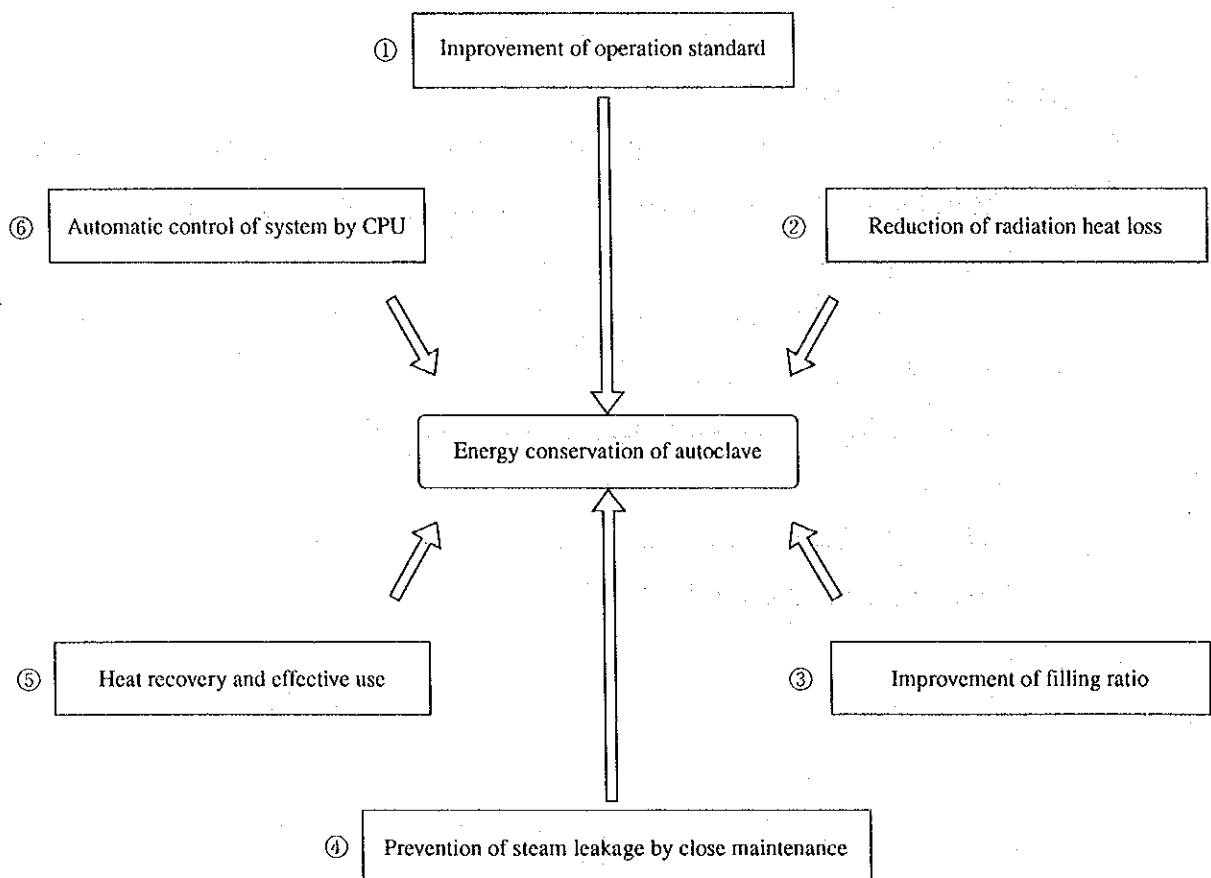 ① Improvement of operation standard
⑥ Automatic control of system by CPU
② Reduction of radiation heat loss
Energy conservation of autoclave
⑤ Heat recovery and effective use
③ Improvement of filling ratio
④ Prevention of steam leakage by close maintenance